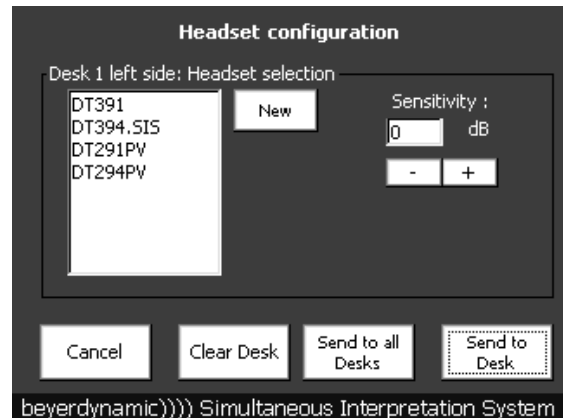 Headset configuration
Desk 1 left side: Headset selection
DT391
DT394.SIS
DT291PV
DT294PV
New
Sensitivity :
0 dB
- +
Cancel
Clear Desk
Send to all
Desks
Send to
Desk
beyerdynamic)))) Simultaneous Interpretation System